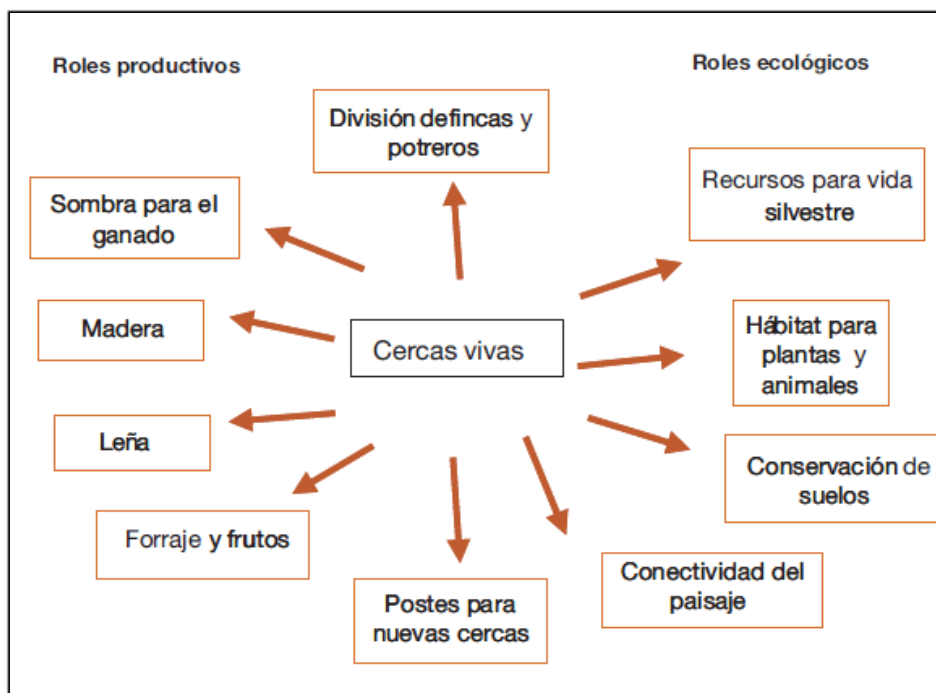 Roles productivos
Roles ecológicos
División defincas y
potreros
Recursos para vida
silvestre
Sombra para el
ganado
Madera
Cercas vivas
Hábitat para
plantas y
animales
Leña
Conservación de
suelos
Forraje y frutos
Conectividad del
paisaje
Postes para
nuevas cercas